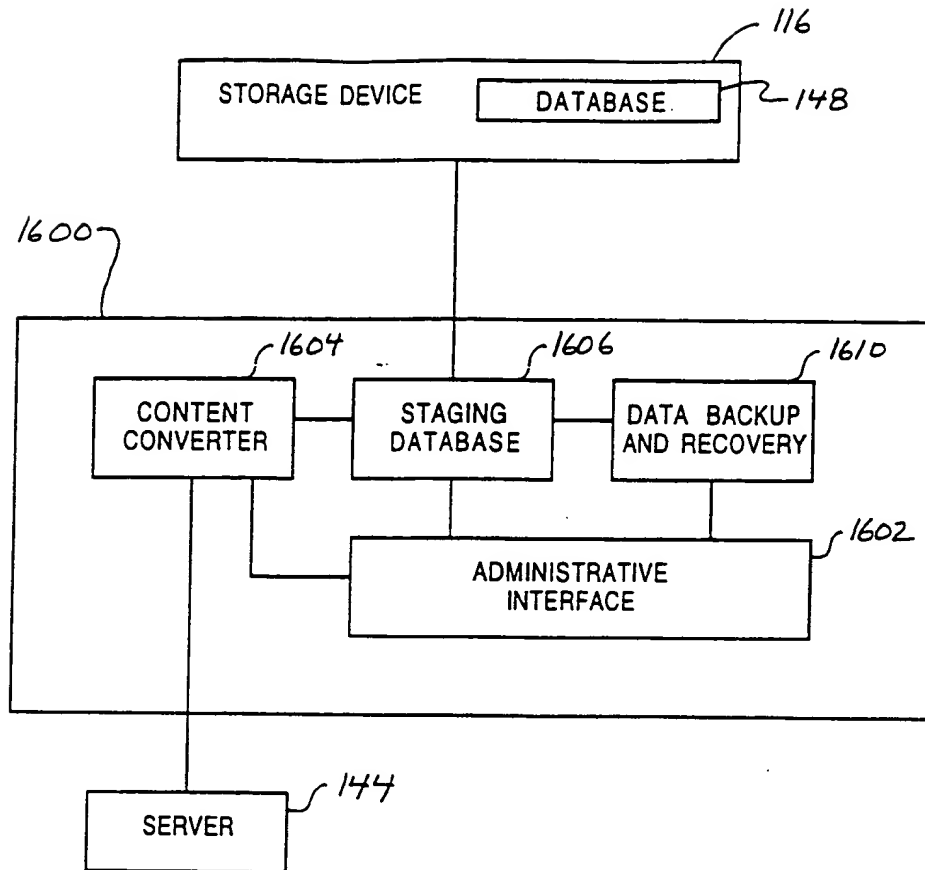 116
STORAGE DEVICE
DATABASE
148
1600
1604
1606
1610
CONTENT
CONVERTER
STAGING
DATABASE
DATA BACKUP
AND RECOVERY
1602
ADMINISTRATIVE
INTERFACE
144
SERVER